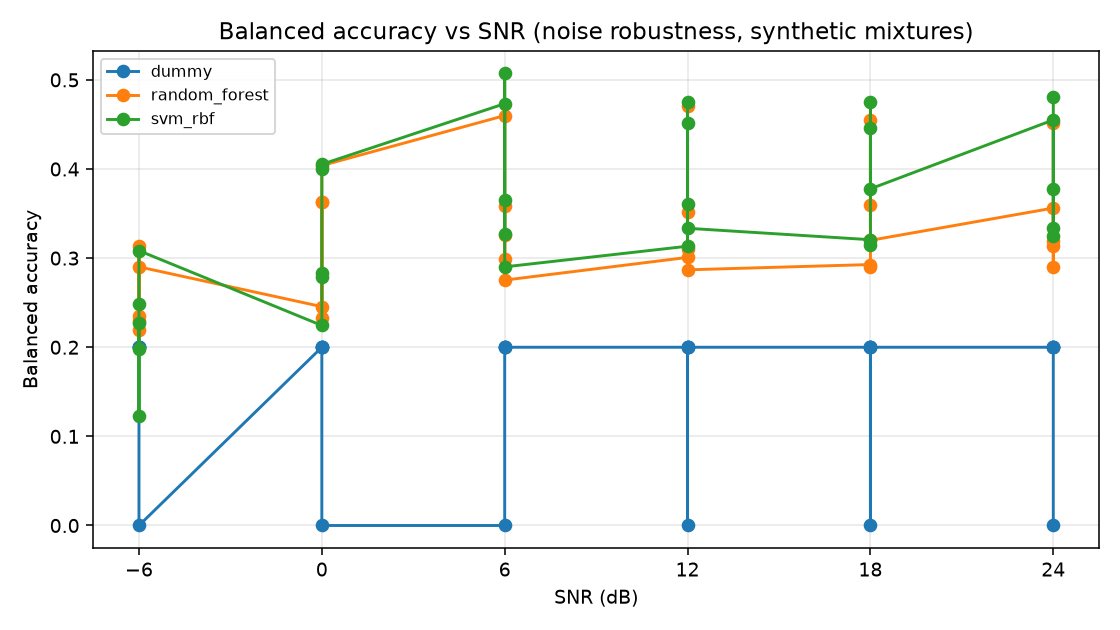 Balanced accuracy vs SNR (noise robustness, synthetic mixtures)
dummy
random_forest
svm_rbf
Balanced accuracy
0.5
0.4
0.3
0.2
0.1
0.0
−6 0 6 12 18 24
SNR (dB)